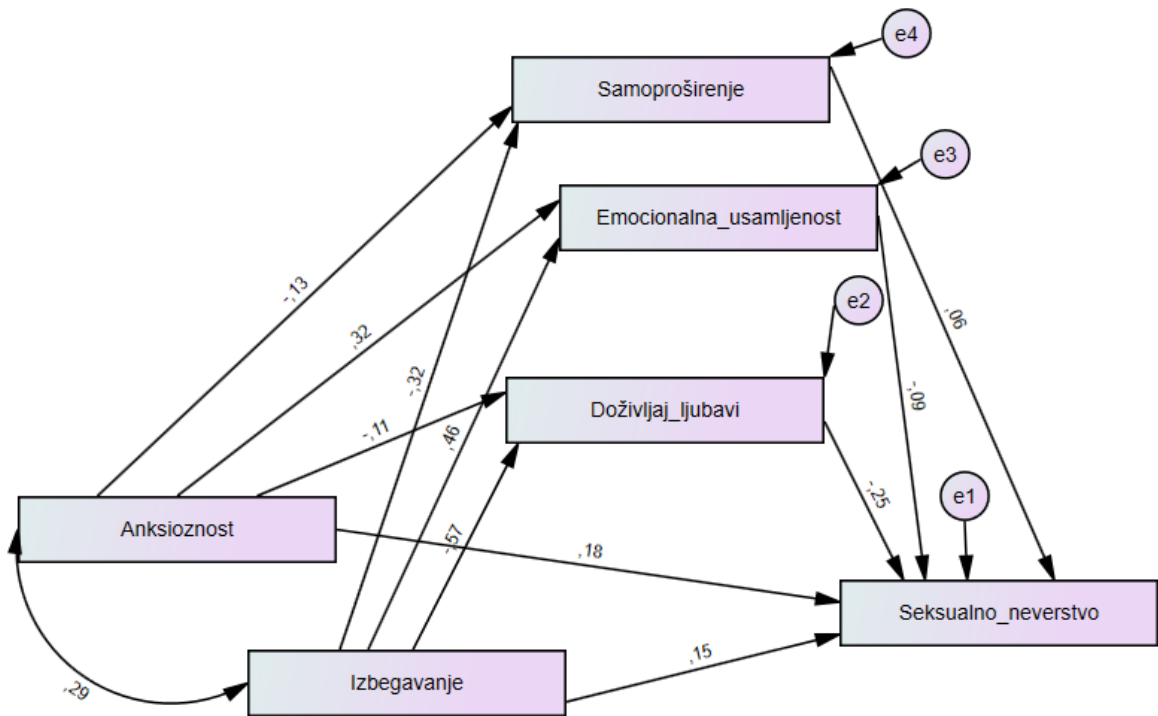 e4
Samoproširenje
e3
Emocionalna_usamljenost
e2
-,13
,06
,32
-,32
Doživljaj_ljubavi
-,09
-,11
,46
-,25
e1
Anksioznost
-,57
,18
Seksualno_neverstvo
,15
Izbegavanje
,29